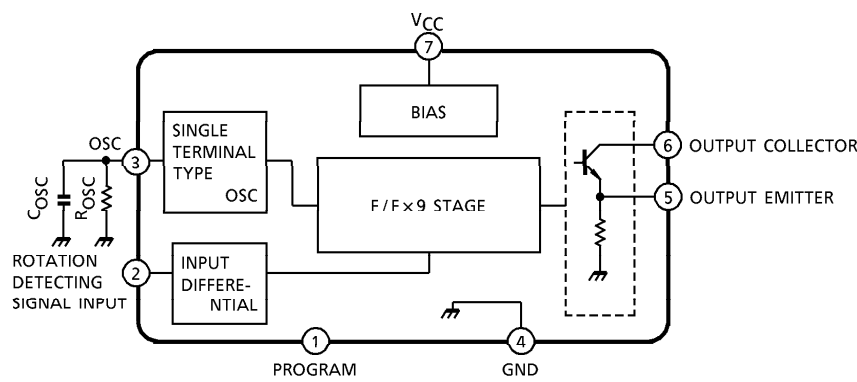 VCC
7
BIAS
SINGLE
TERMINAL
TYPE
OSC
OSC
3
COSC
ROSC
F/F×9 STAGE
6 OUTPUT COLLECTOR
5 OUTPUT EMITTER
ROTATION
DETECTING
SIGNAL INPUT
2
INPUT
DIFFERE-
NTIAL
1
PROGRAM
4
GND